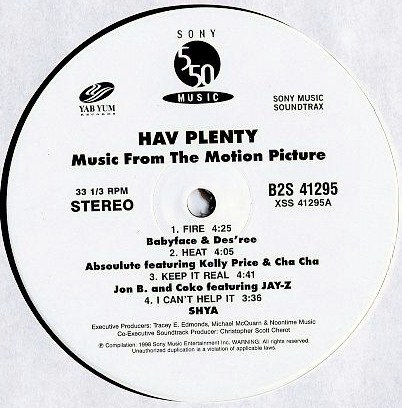 SONY
550
MUSIC
YAB YUM
RECORDS
SONY MUSIC
SOUNDTRAX
HAV PLENTY
Music From The Motion Picture
33 1/3 RPM
STEREO
B2S 41295
XSS 41295A
1. FIRE 4:25
Babyface & Des'ree
2. HEAT 4:05
Absoulute featuring Kelly Price & Cha Cha
3. KEEP IT REAL 4:41
Jon B. and Coko featuring JAY-Z
4. I CAN'T HELP IT 3:36
SHYA
Executive Producers: Tracey E. Edmonds, Michael McQuarn & Noontime Music
Co-Executive Soundtrack Producer: Christopher Scott Cherot
℗ Compilation: 1998 Sony Music Entertainment Inc. WARNING: All rights reserved.
Unauthorized duplication is a violation of applicable laws.